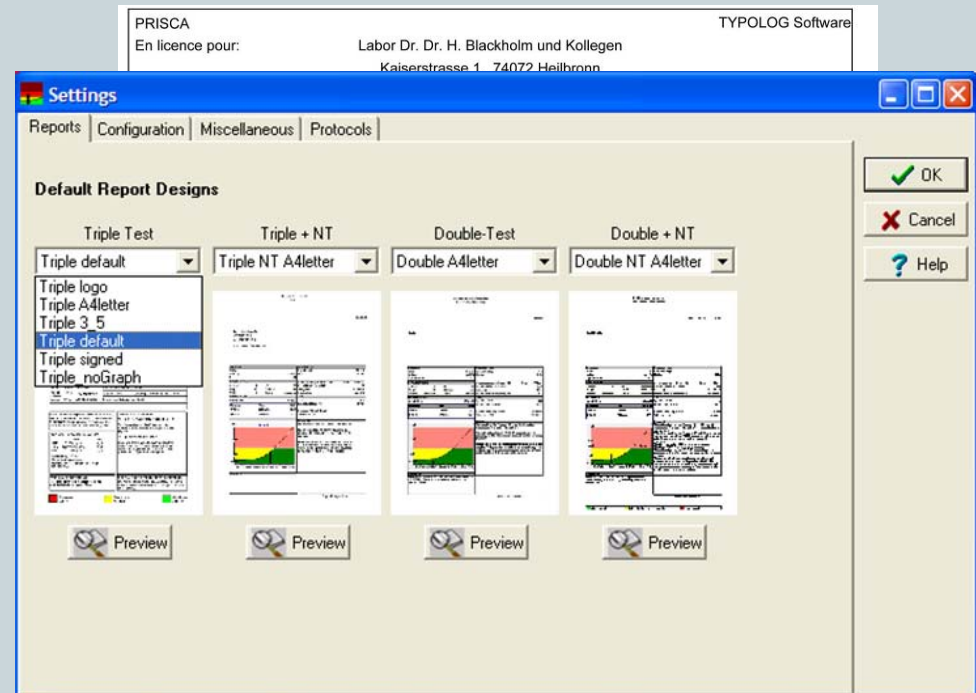 PRISCA TYPOLOG Software
En licence pour: Labor Dr. Dr. H. Blackholm und Kollegen
Kaiserstrasse 1 74072 Heilbronn
Settings
Reports Configuration Miscellaneous Protocols
OK
Cancel
Help
Default Report Designs
Triple Test Triple + NT Double-Test Double + NT
Triple default Triple NT A4letter Double A4letter Double NT A4letter
Triple logo
Triple A4letter
Triple 3_5
Triple default
Triple signed
Triple_noGraph
Preview Preview Preview Preview